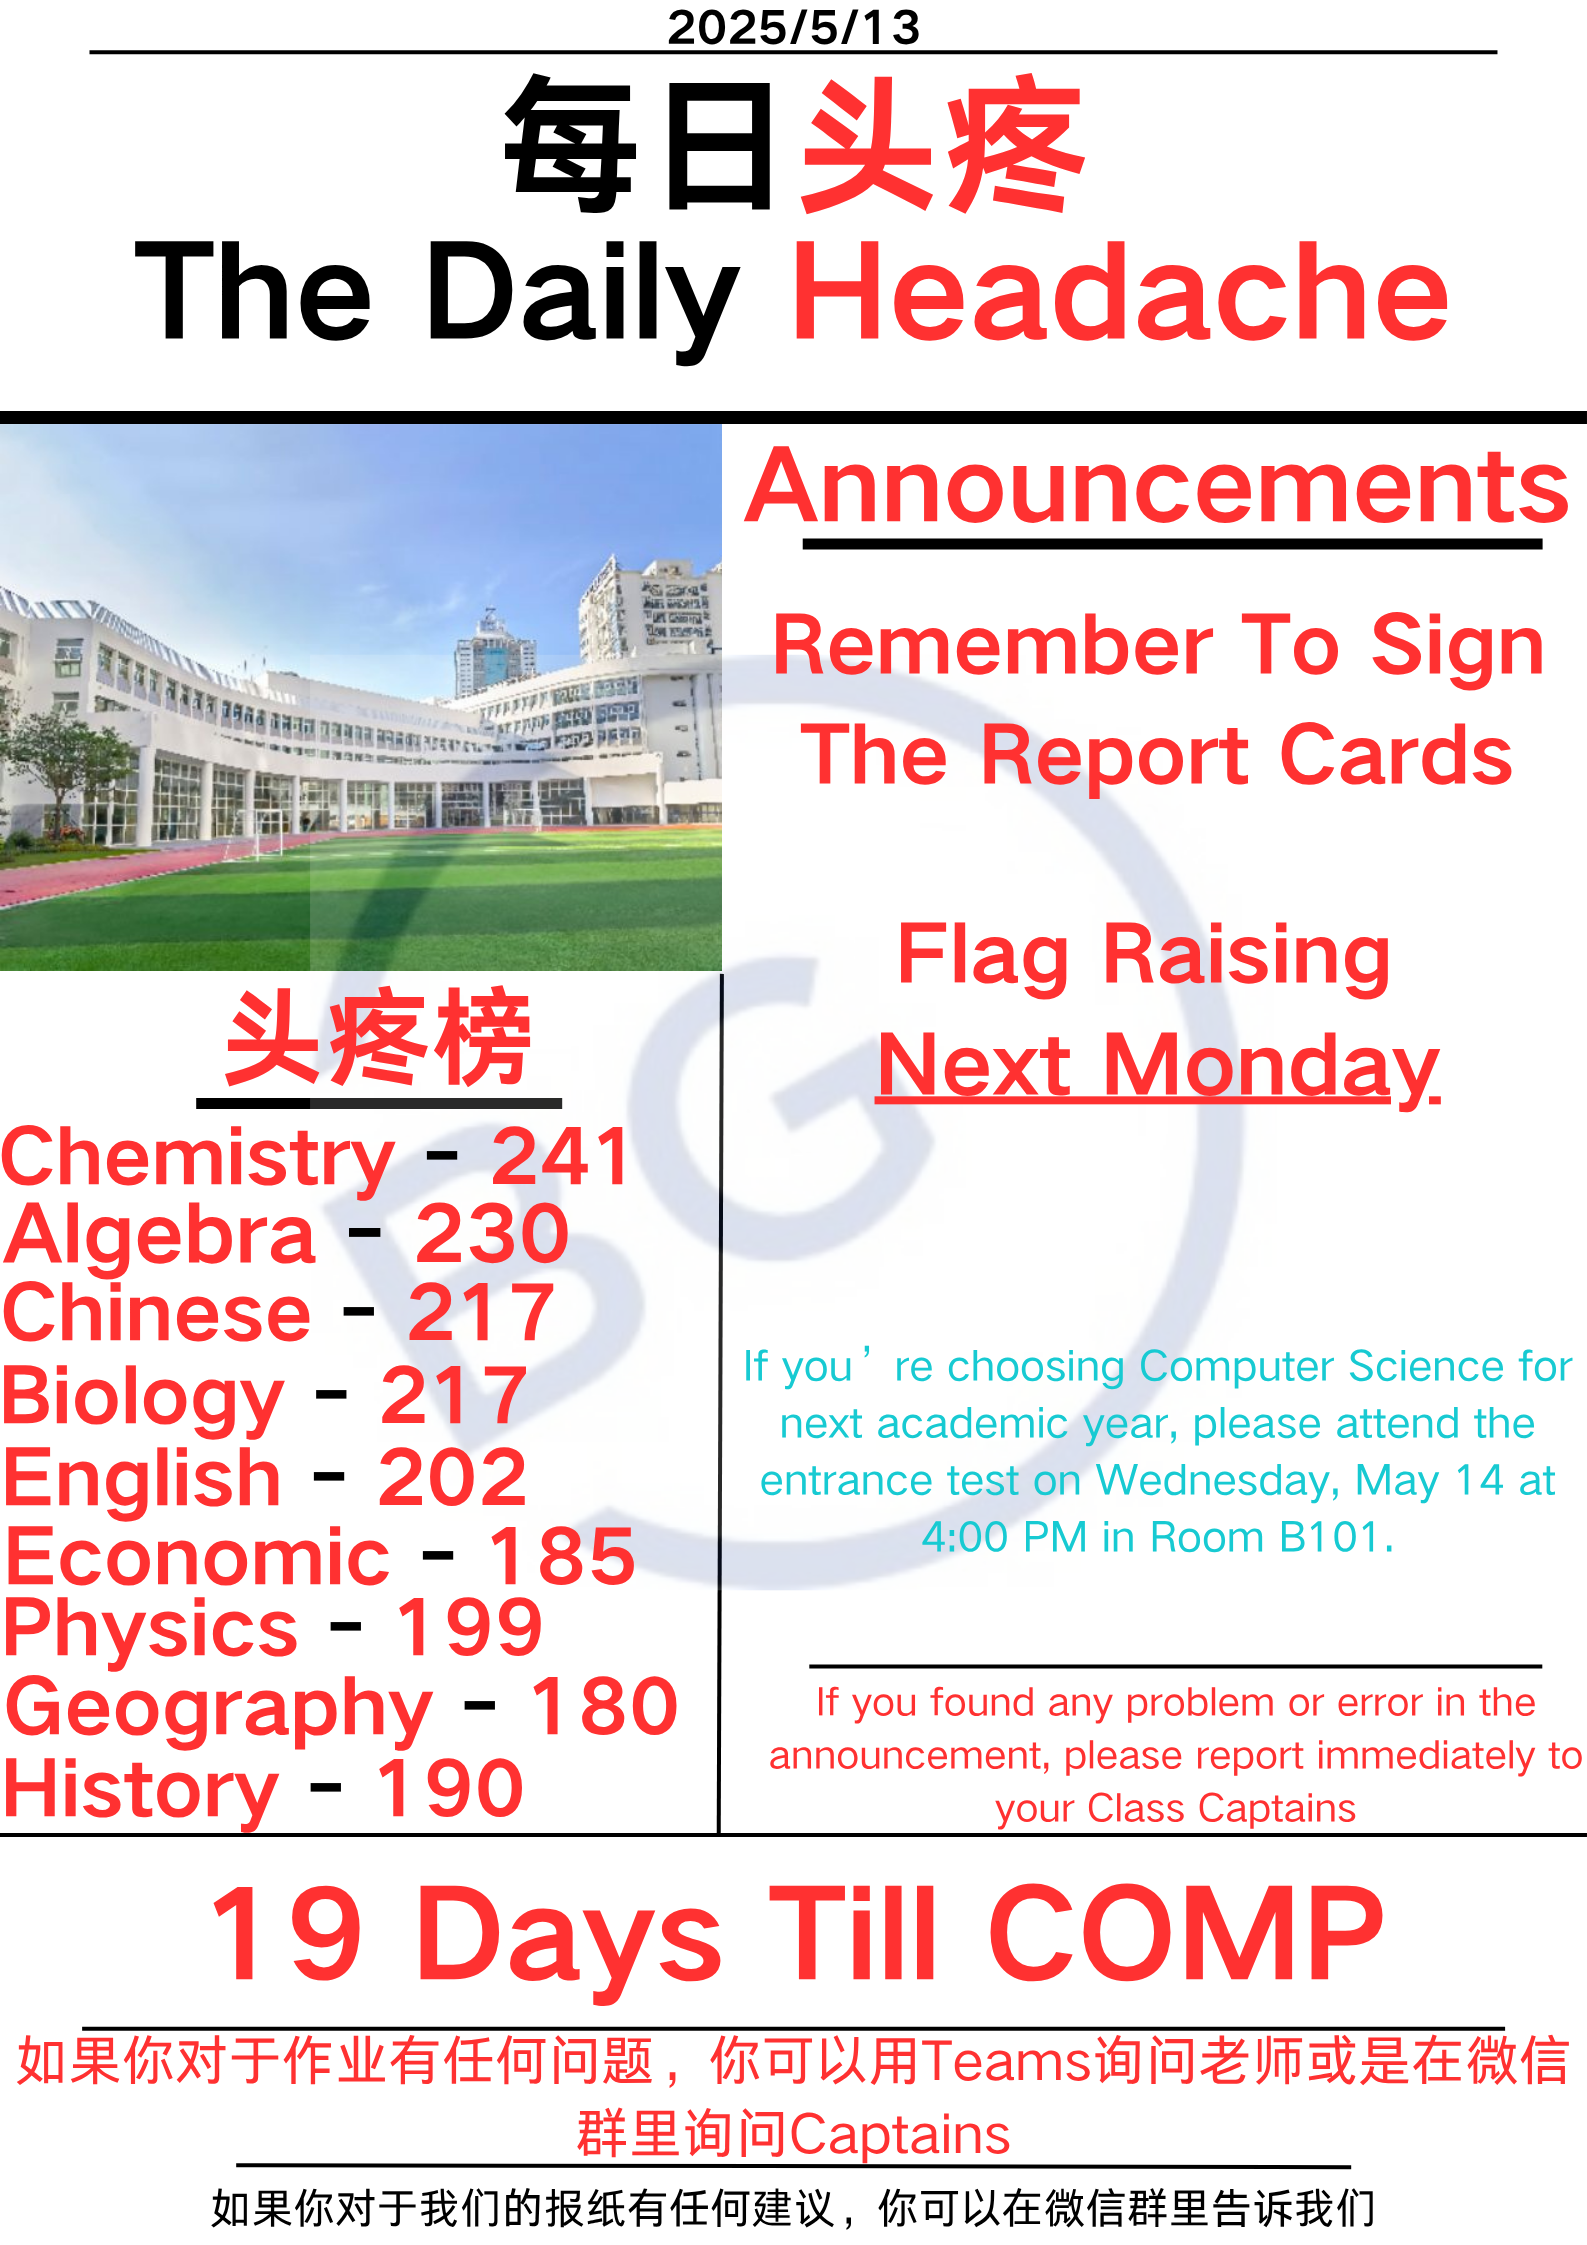 2025/5/13
每日头疼
The Daily Headache
Announcements
Remember To Sign
The Report Cards
Flag Raising
Next Monday
If you’re choosing Computer Science for
next academic year, please attend the
entrance test on Wednesday, May 14 at
4:00 PM in Room B101.
If you found any problem or error in the
announcement, please report immediately to
your Class Captains
头疼榜
Chemistry - 241
Algebra - 230
Chinese - 217
Biology - 217
English - 202
Economic - 185
Physics - 199
Geography - 180
History - 190
BG
19 Days Till COMP
如果你对于作业有任何问题，你可以用Teams询问老师或是在微信
群里询问Captains
如果你对于我们的报纸有任何建议，你可以在微信群里告诉我们